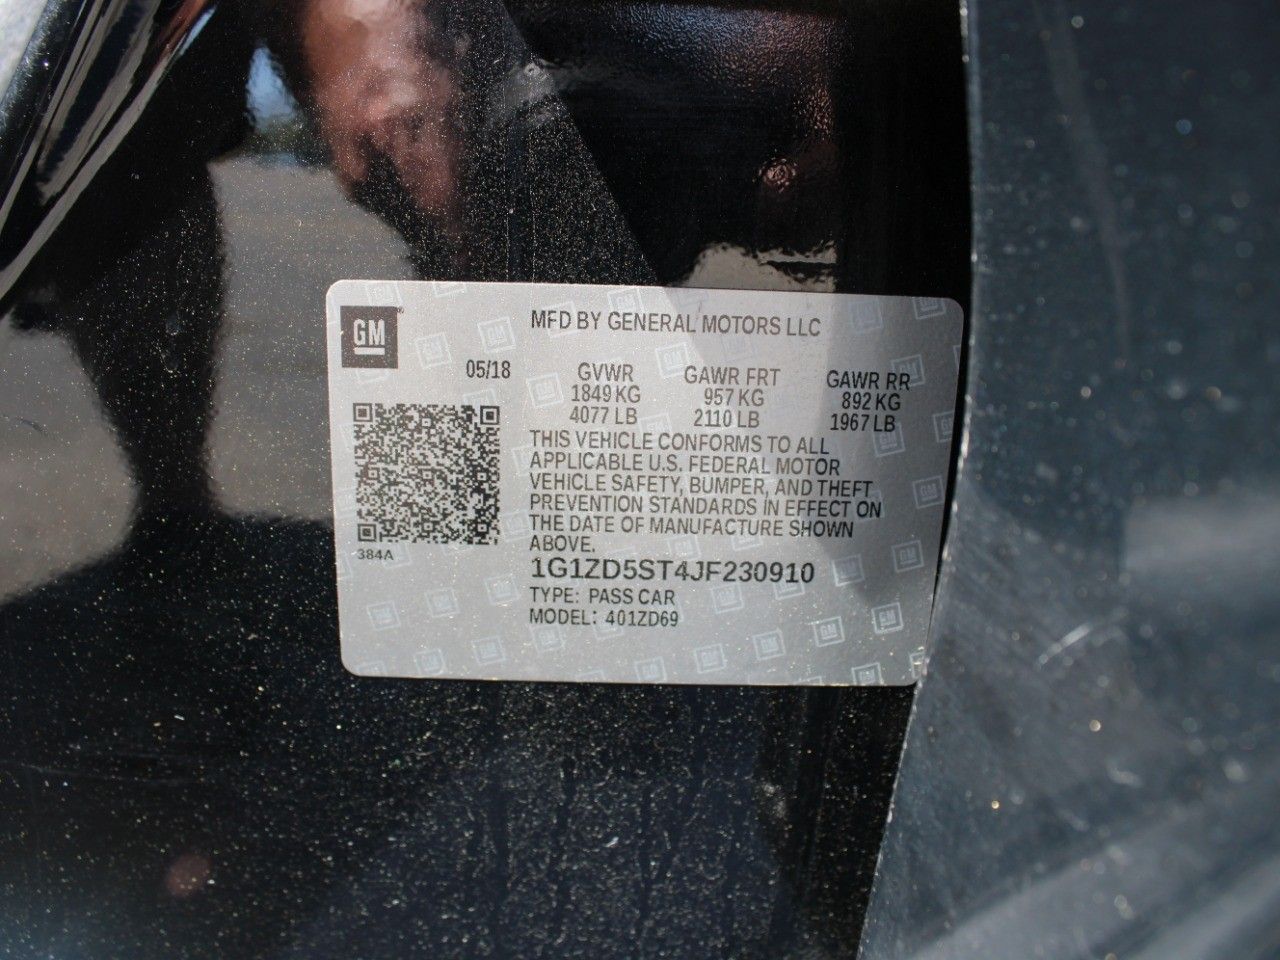 GM
MFD BY GENERAL MOTORS LLC
05/18
GVWR GAWR FRT GAWR RR
1849 KG 957 KG 892 KG
4077 LB 2110 LB 1967 LB
THIS VEHICLE CONFORMS TO ALL
APPLICABLE U.S. FEDERAL MOTOR
VEHICLE SAFETY, BUMPER, AND THEFT
PREVENTION STANDARDS IN EFFECT ON
THE DATE OF MANUFACTURE SHOWN
ABOVE.
384A
1G1ZD5ST4JF230910
TYPE: PASS CAR
MODEL: 401ZD69